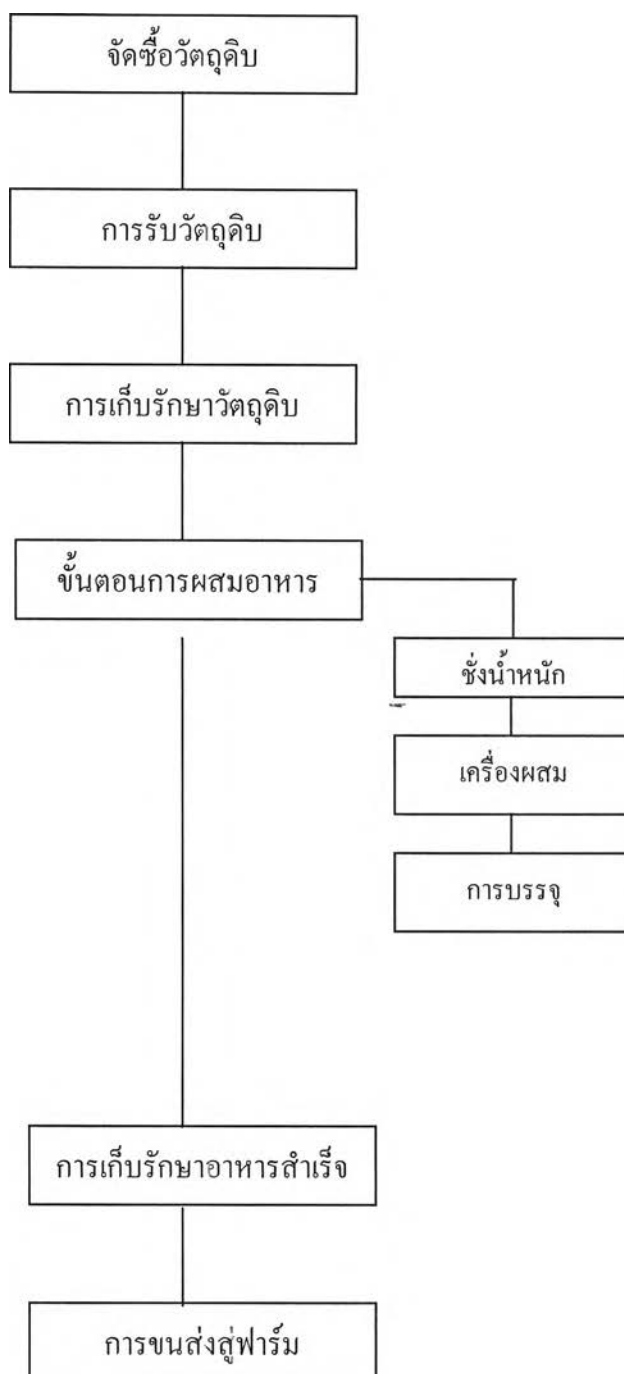 จัดซื้อวัตถุดิบ
การรับวัตถุดิบ
การเก็บรักษาวัตถุดิบ
ขั้นตอนการผสมอาหาร
ชั่งน้ำหนัก
เครื่องผสม
การบรรจุ
การเก็บรักษาอาหารสำเร็จ
การขนส่งสู่ฟาร์ม